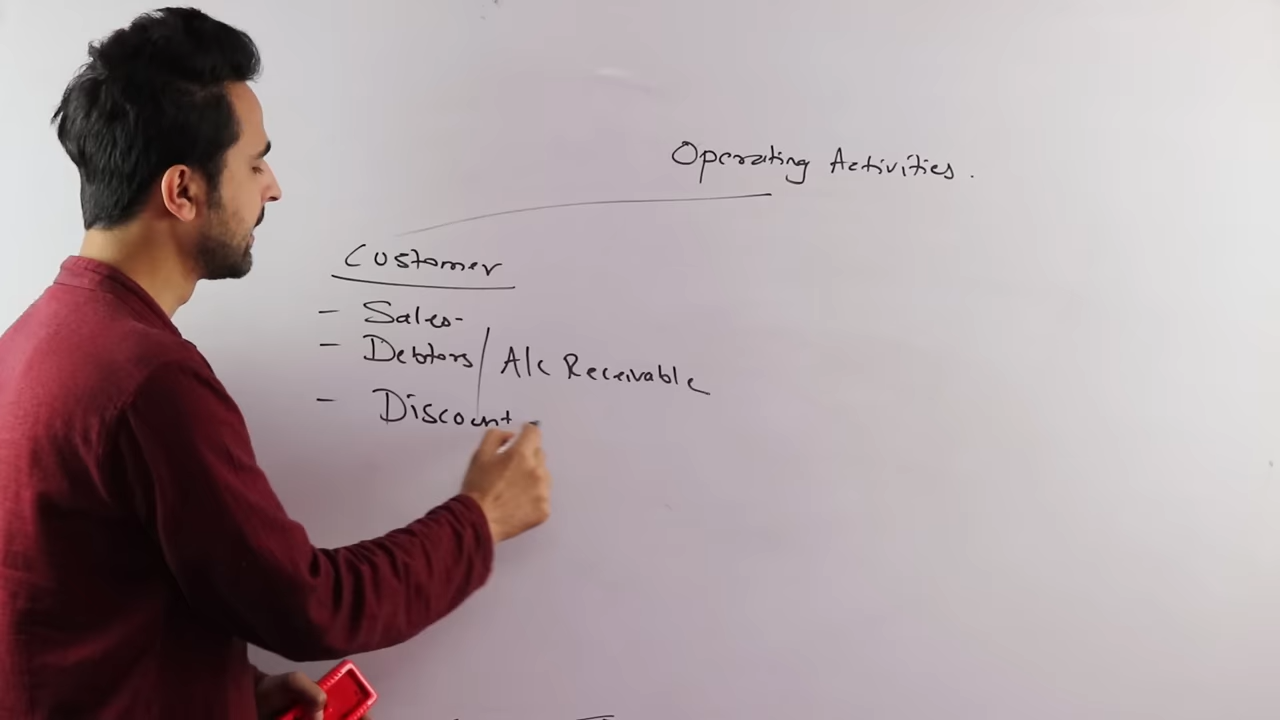 Operating Activities.
Customer
- Sales-
- Debtors / A/c Receivable
- Discount